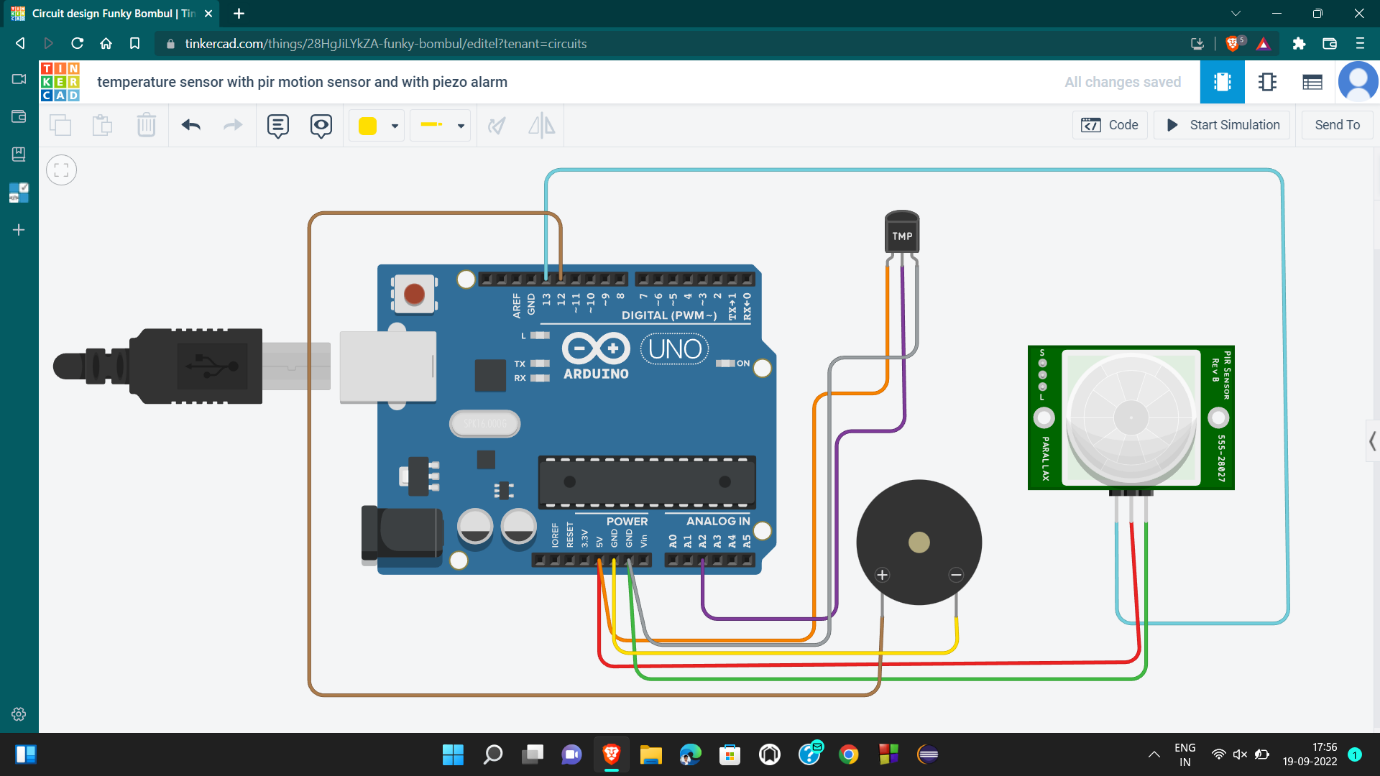 Circuit design Funky Bombul | Tin
tinkercad.com/things/28HgJiLYkZA-funky-bombul/editel?tenant=circuits
5
TIN
KER
CAD
temperature sensor with pir motion sensor and with piezo alarm
All changes saved
Code
Start Simulation
Send To
TMP
AREF
GND
13
12
~11
~10
~9
8
7
~6
~5
4
~3
2
TX→1
RX←0
DIGITAL (PWM~)
L
TX
RX
ARDUINO
UNO
ON
POWER
ANALOG IN
IOREF
RESET
3.3V
5V
GND
GND
Vin
A0
A1
A2
A3
A4
A5
S
L
PIR SENSOR
REV B
PARALLAX
555-28027
+
−
ENG
IN
17:56
19-09-2022
1